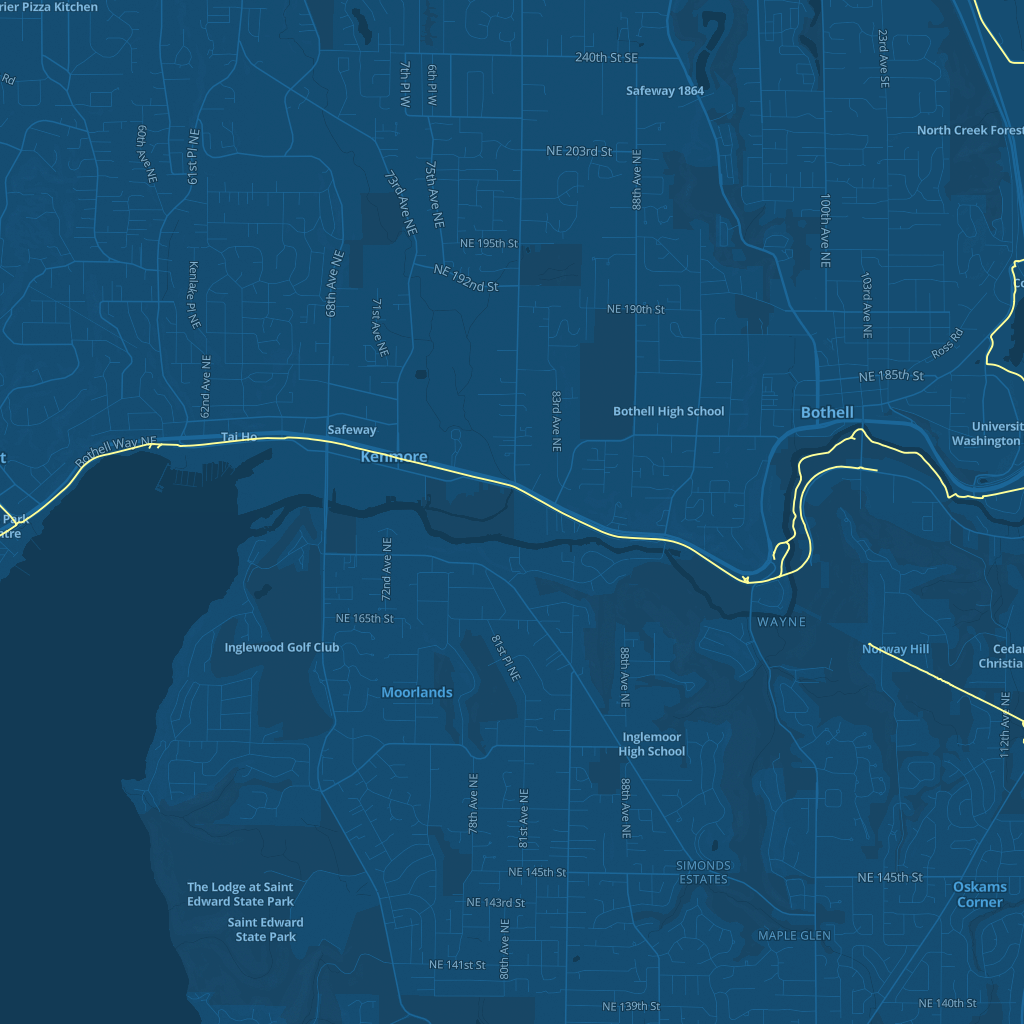 rier Pizza Kitchen
240th St SE
23rd Ave SE
7th Pl W
6th Pl W
Rd
Safeway 1864
North Creek Forest
60th Ave NE
61st Pl NE
NE 203rd St
88th Ave NE
73rd Ave NE
75th Ave NE
100th Ave NE
NE 195th St
NE 192nd St
68th Ave NE
Kenlake Pl NE
71st Ave NE
NE 190th St
103rd Ave NE
Co
Ross Rd
62nd Ave NE
NE 185th St
83rd Ave NE
Bothell High School
Bothell
Tai Ho
Safeway
Bothell Way NE
Kenmore
t
Universit
Washington
Park
tre
72nd Ave NE
NE 165th St
WAYNE
Inglewood Golf Club
81st Pl NE
88th Ave NE
Norway Hill
Cedar
Christia
Moorlands
112th Ave NE
Inglemoor
High School
78th Ave NE
81st Ave NE
88th Ave NE
SIMONDS
ESTATES
NE 145th St
NE 145th St
The Lodge at Saint
Edward State Park
NE 143rd St
Oskams
Corner
Saint Edward
State Park
80th Ave NE
MAPLE GLEN
NE 141st St
NE 139th St
NE 140th St